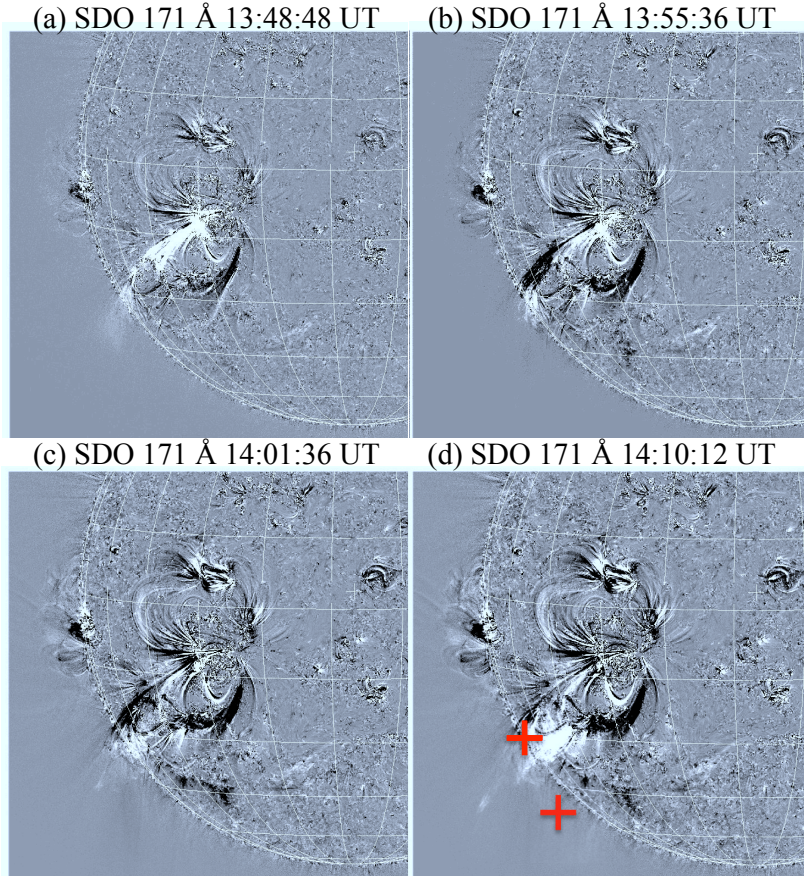 (a) SDO 171 Å 13:48:48 UT
(b) SDO 171 Å 13:55:36 UT
(c) SDO 171 Å 14:01:36 UT
(d) SDO 171 Å 14:10:12 UT